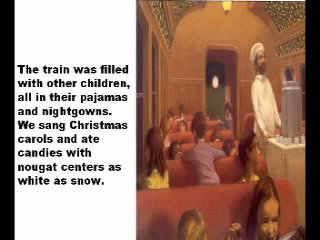 The train was filled
with other children,
all in their pajamas
and nightgowns.
We sang Christmas
carols and ate
candies with
nougat centers as
white as snow.